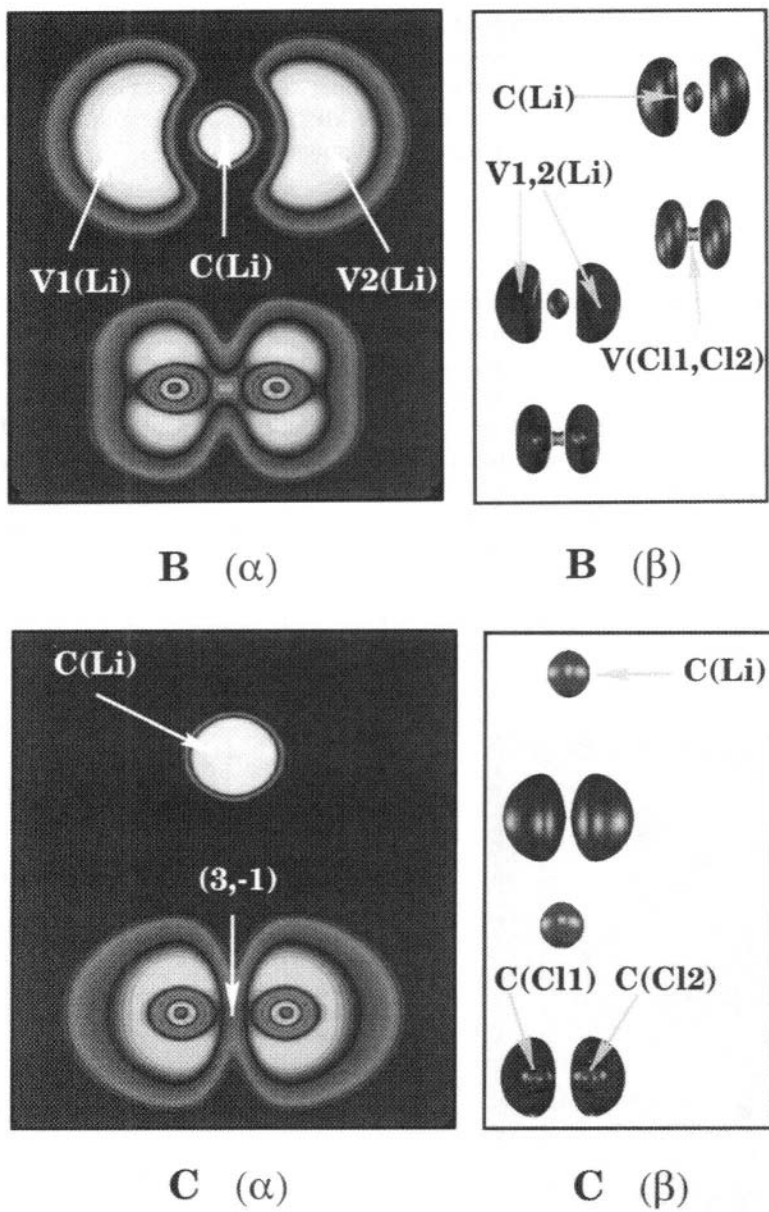 V1(Li)
C(Li)
V2(Li)
B (α)
C(Li)
V1,2(Li)
V(Cl1,Cl2)
B (β)
C(Li)
(3,-1)
C (α)
C(Li)
C(Cl1) C(Cl2)
C (β)